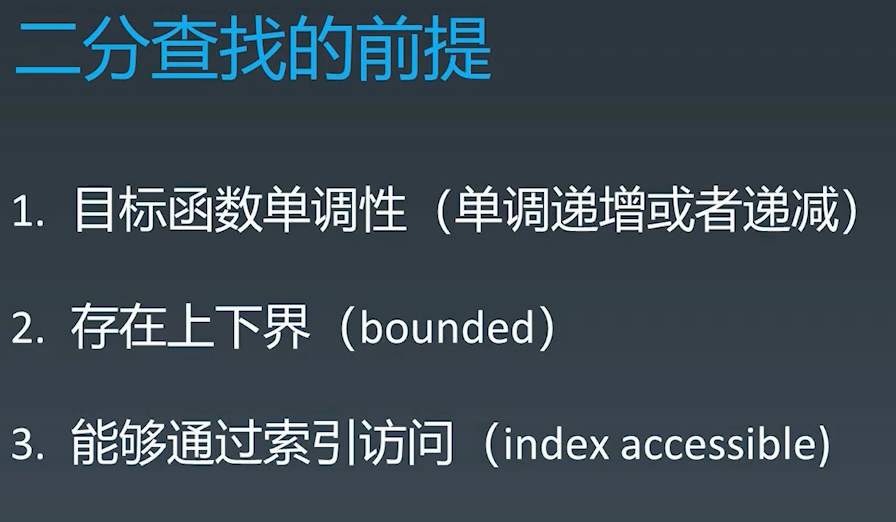 二分查找的前提
1. 目标函数单调性（单调递增或者递减）
2. 存在上下界（bounded）
3. 能够通过索引访问（index accessible)